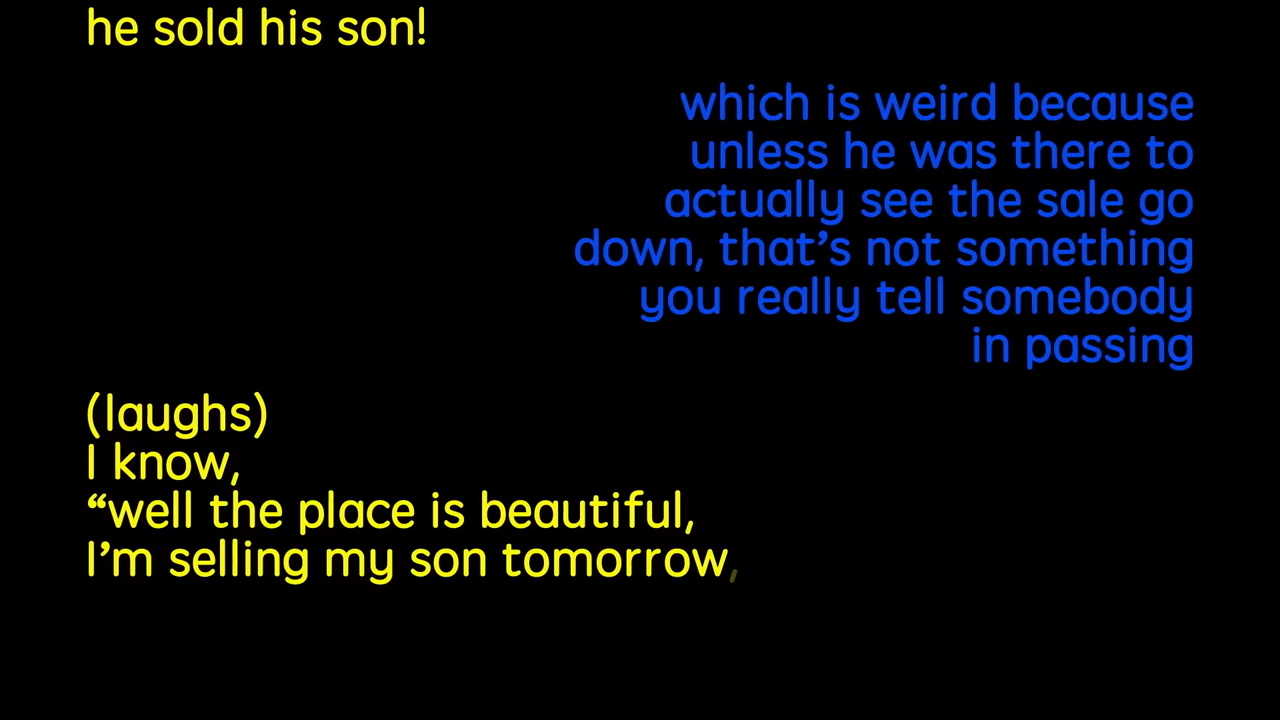 he sold his son!
which is weird because
unless he was there to
actually see the sale go
down, that’s not something
you really tell somebody
in passing
(laughs)
I know,
“well the place is beautiful,
I’m selling my son tomorrow,